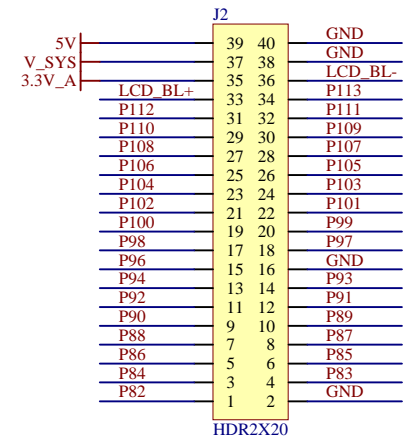 J2
5V 39 40 GND
V_SYS 37 38 GND
3.3V_A 35 36 LCD_BL-
LCD_BL+ 33 34 P113
P112 31 32 P111
P110 29 30 P109
P108 27 28 P107
P106 25 26 P105
P104 23 24 P103
P102 21 22 P101
P100 19 20 P99
P98 17 18 P97
P96 15 16 GND
P94 13 14 P93
P92 11 12 P91
P90 9 10 P89
P88 7 8 P87
P86 5 6 P85
P84 3 4 P83
P82 1 2 GND
HDR2X20